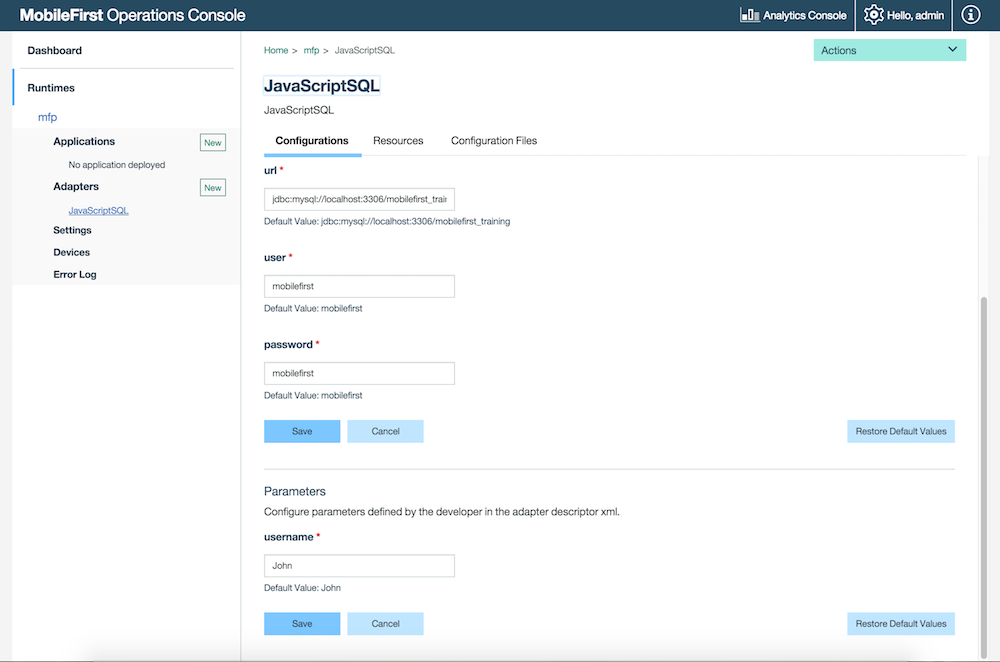 MobileFirst Operations Console
Analytics Console
Hello, admin
Dashboard
Runtimes
mfp
Applications
New
No application deployed
Adapters
New
JavaScriptSQL
Settings
Devices
Error Log
Home > mfp > JavaScriptSQL
Actions
JavaScriptSQL
JavaScriptSQL
Configurations Resources Configuration Files
url *
jdbc:mysql://localhost:3306/mobilefirst_trai
Default Value: jdbc:mysql://localhost:3306/mobilefirst_training
user *
mobilefirst
Default Value: mobilefirst
password *
mobilefirst
Default Value: mobilefirst
Save Cancel Restore Default Values
Parameters
Configure parameters defined by the developer in the adapter descriptor xml.
username *
John
Default Value: John
Save Cancel Restore Default Values